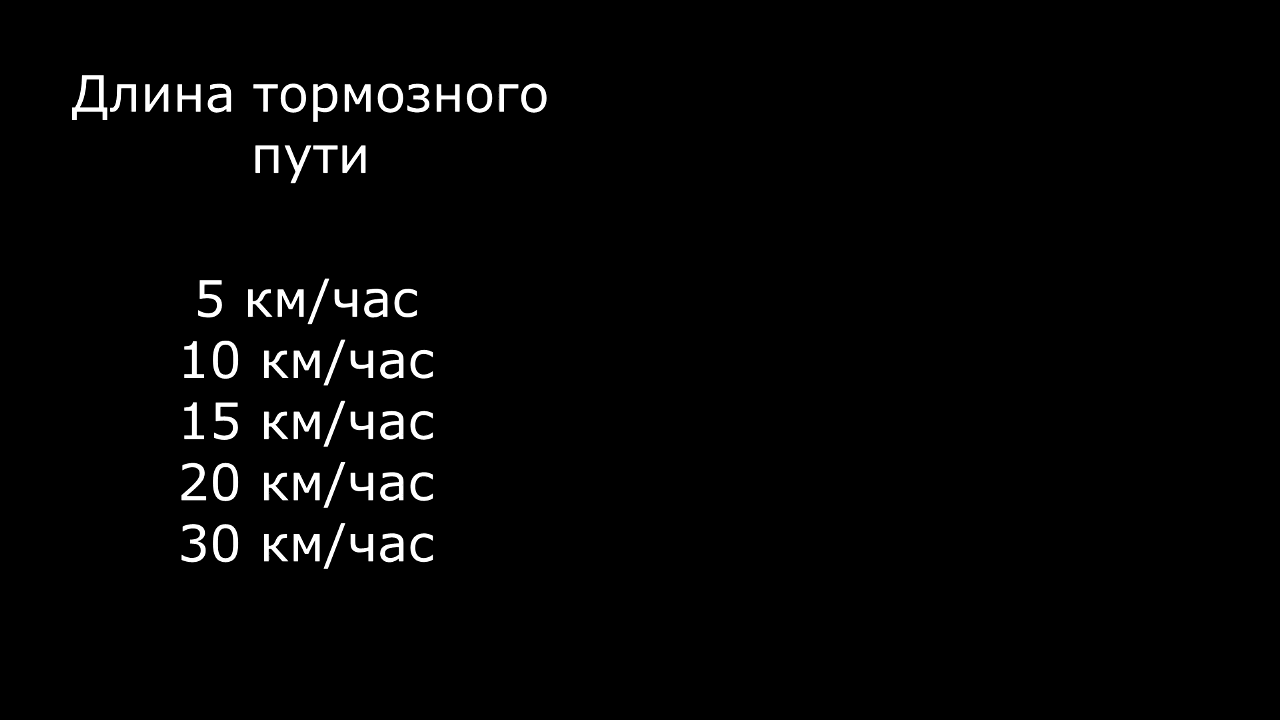 Длина тормозного
пути
5 км/час
10 км/час
15 км/час
20 км/час
30 км/час